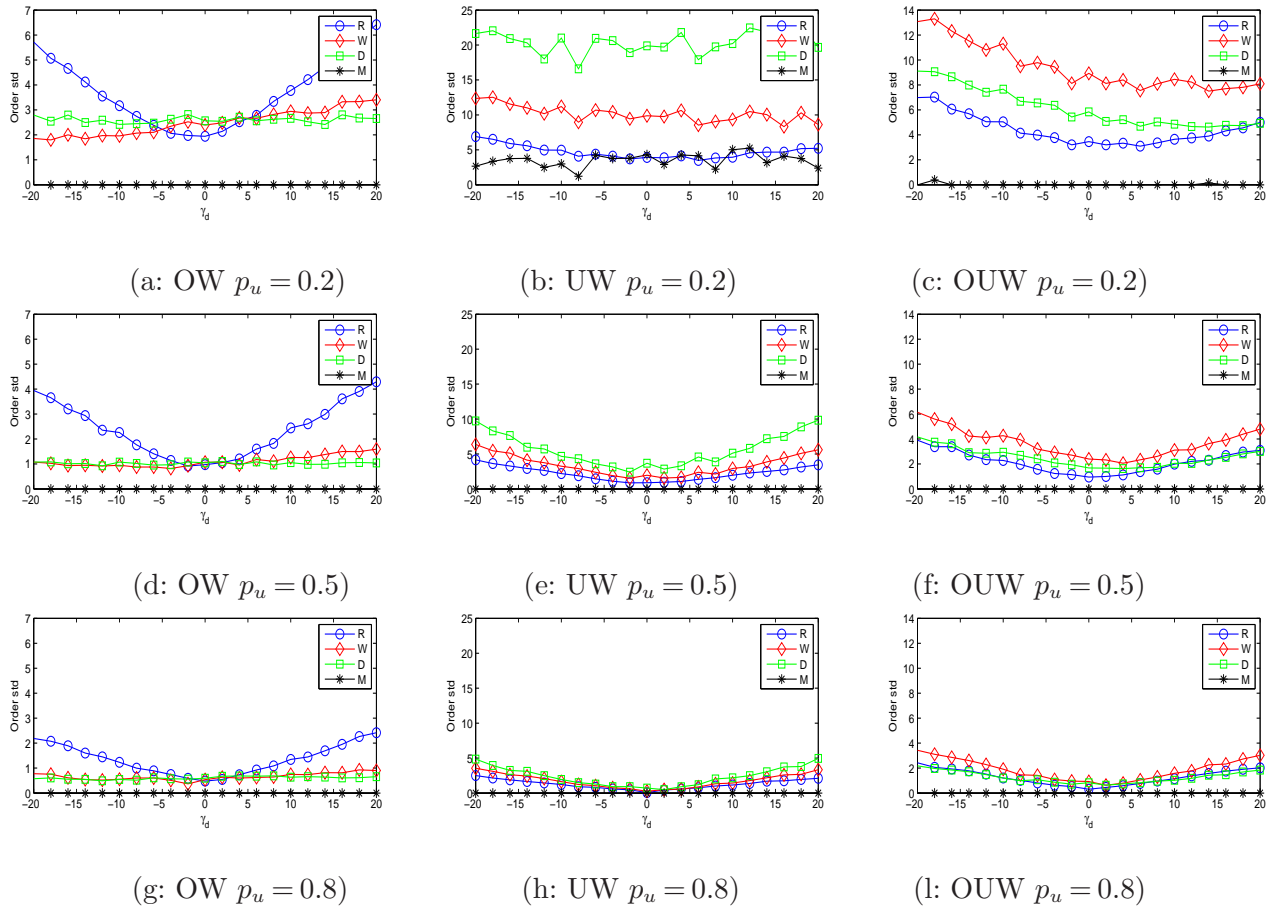 Order std
7
6
5
4
3
2
1
0
−20 −15 −10 −5 0 5 10 15 20
γd
R
W
D
M
(a: OW pu = 0.2)
Order std
25
20
15
10
5
0
−20 −15 −10 −5 0 5 10 15 20
γd
R
W
D
M
(b: UW pu = 0.2)
Order std
14
12
10
8
6
4
2
0
−20 −15 −10 −5 0 5 10 15 20
γd
R
W
D
M
(c: OUW pu = 0.2)
Order std
7
6
5
4
3
2
1
0
−20 −15 −10 −5 0 5 10 15 20
γd
R
W
D
M
(d: OW pu = 0.5)
Order std
25
20
15
10
5
0
−20 −15 −10 −5 0 5 10 15 20
γd
R
W
D
M
(e: UW pu = 0.5)
Order std
14
12
10
8
6
4
2
0
−20 −15 −10 −5 0 5 10 15 20
γd
R
W
D
M
(f: OUW pu = 0.5)
Order std
7
6
5
4
3
2
1
0
−20 −15 −10 −5 0 5 10 15 20
γd
R
W
D
M
(g: OW pu = 0.8)
Order std
25
20
15
10
5
0
−20 −15 −10 −5 0 5 10 15 20
γd
R
W
D
M
(h: UW pu = 0.8)
Order std
14
12
10
8
6
4
2
0
−20 −15 −10 −5 0 5 10 15 20
γd
R
W
D
M
(l: OUW pu = 0.8)